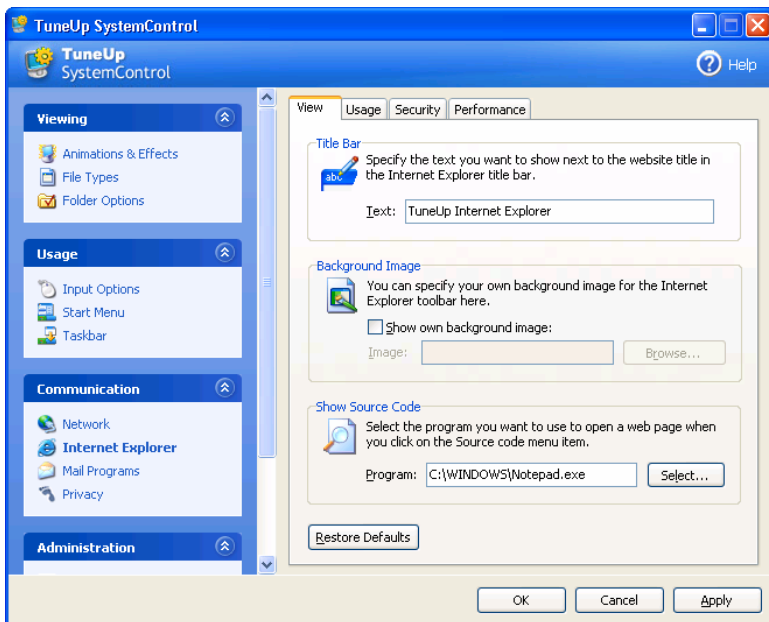 TuneUp SystemControl
TuneUp
SystemControl
Help
Viewing
Animations & Effects
File Types
Folder Options
Usage
Input Options
Start Menu
Taskbar
Communication
Network
Internet Explorer
Mail Programs
Privacy
Administration
View Usage Security Performance
Title Bar
abc
Specify the text you want to show next to the website title in
the Internet Explorer title bar.
Text: TuneUp Internet Explorer
Background Image
You can specify your own background image for the Internet
Explorer toolbar here.
Show own background image:
Image: Browse...
Show Source Code
Select the program you want to use to open a web page when
you click on the Source code menu item.
Program: C:\WINDOWS\Notepad.exe Select...
Restore Defaults
OK Cancel Apply